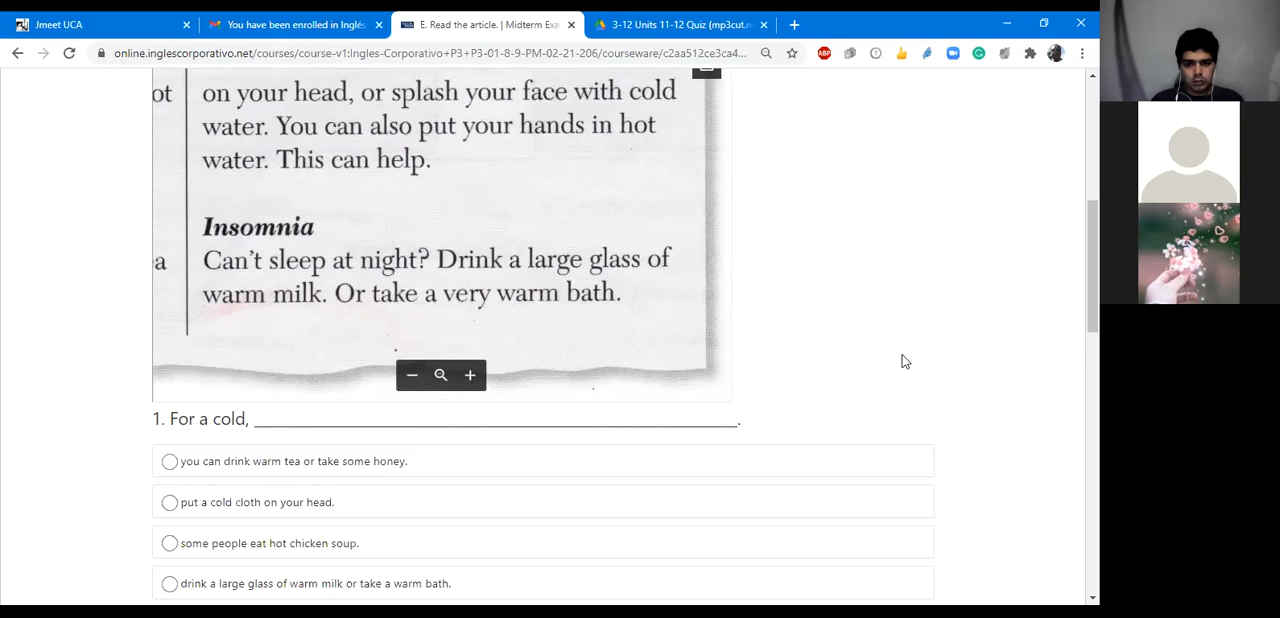 Jmeet UCA
You have been enrolled in Inglés
E. Read the article. | Midterm Exa
3-12 Units 11-12 Quiz (mp3cut.n
online.inglescorporativo.net/courses/course-v1:Ingles-Corporativo+P3+P3-01-8-9-PM-02-21-206/courseware/c2aa512ce3ca4...
ABP
ot
on your head, or splash your face with cold
water. You can also put your hands in hot
water. This can help.
Insomnia
a
Can't sleep at night? Drink a large glass of
warm milk. Or take a very warm bath.
1. For a cold, ______________________________.
you can drink warm tea or take some honey.
put a cold cloth on your head.
some people eat hot chicken soup.
drink a large glass of warm milk or take a warm bath.